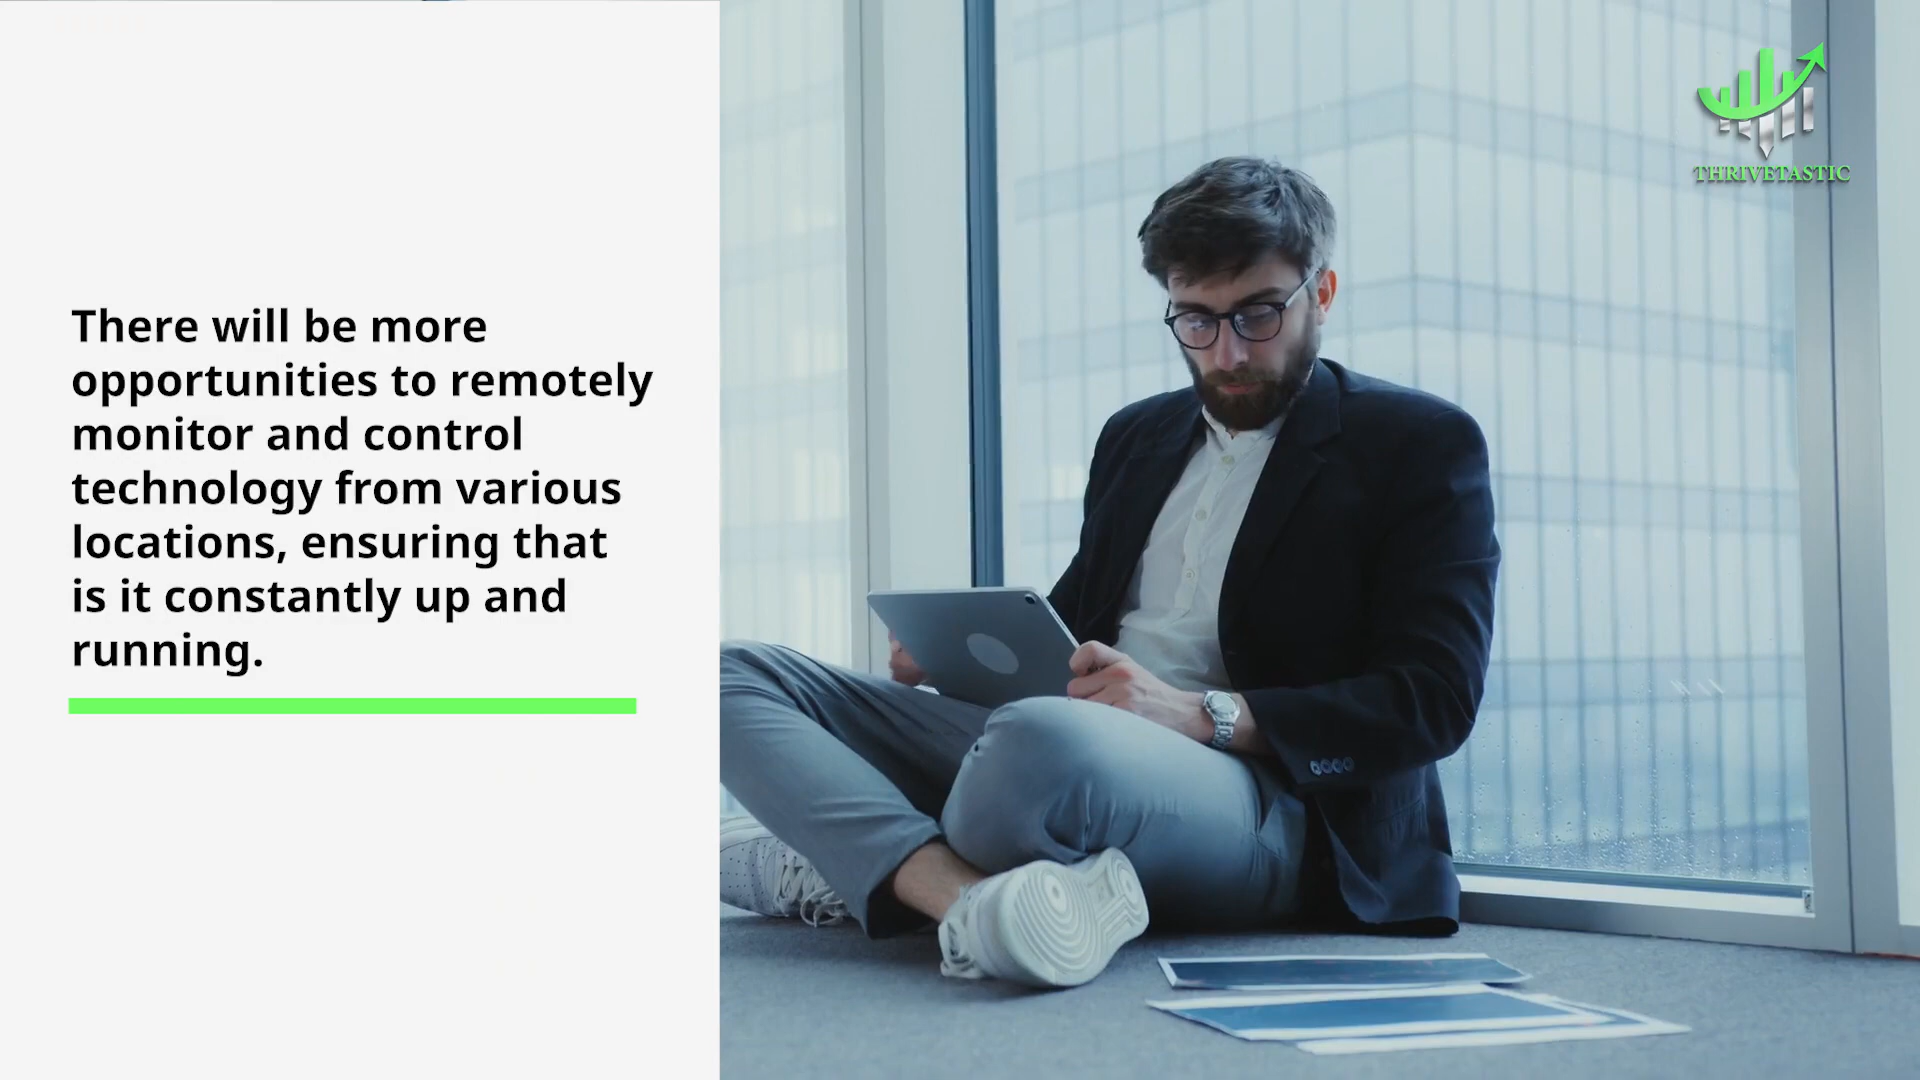 There will be more
opportunities to remotely
monitor and control
technology from various
locations, ensuring that
is it constantly up and
running.
THRIVETASTIC